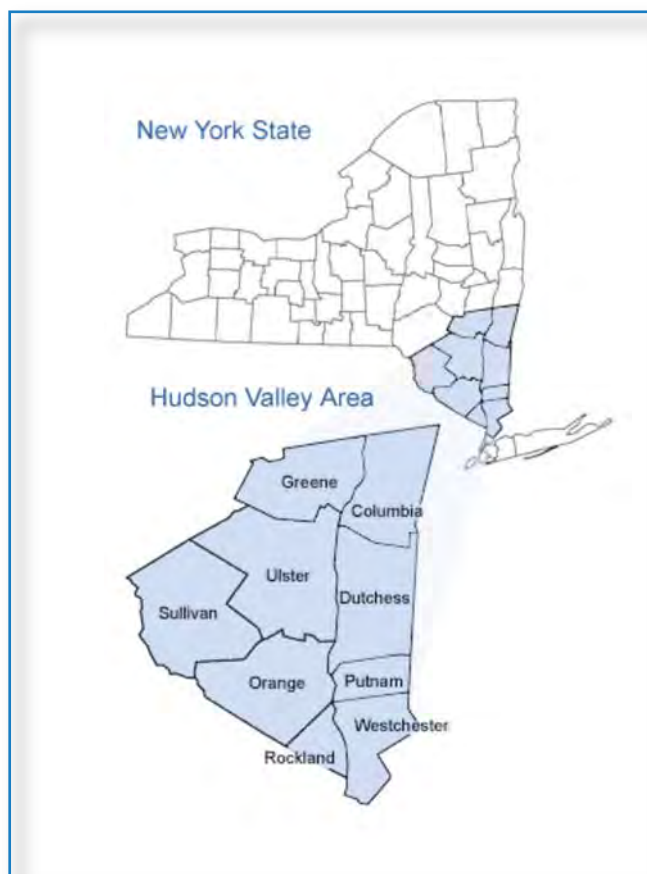 New York State
Hudson Valley Area
Greene
Columbia
Ulster
Dutchess
Sullivan
Orange
Putnam
Westchester
Rockland